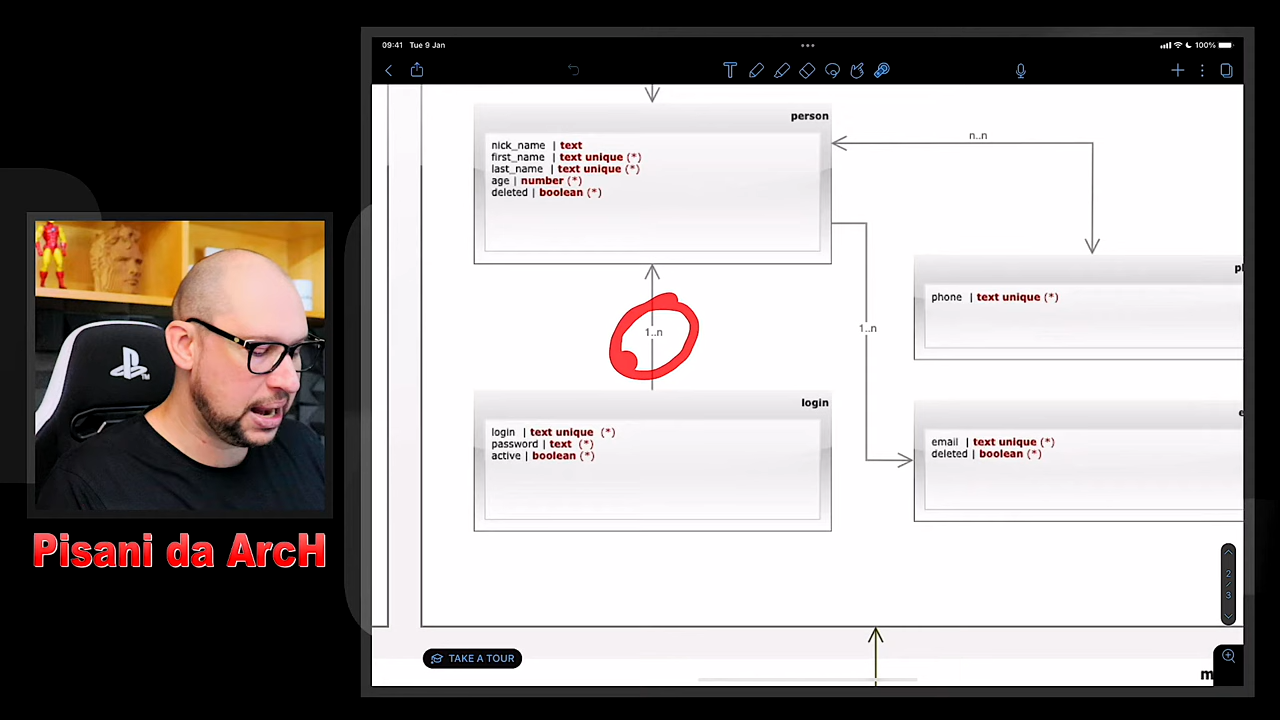 09:41 Tue 9 Jan
100%
person
nick_name | text
first_name | text unique (*)
last_name | text unique (*)
age | number (*)
deleted | boolean (*)
n..n
phone | text unique (*)
1..n
1..n
login
login | text unique (*)
password | text (*)
active | boolean (*)
email | text unique (*)
deleted | boolean (*)
Pisani da ArcH
2
/
3
TAKE A TOUR